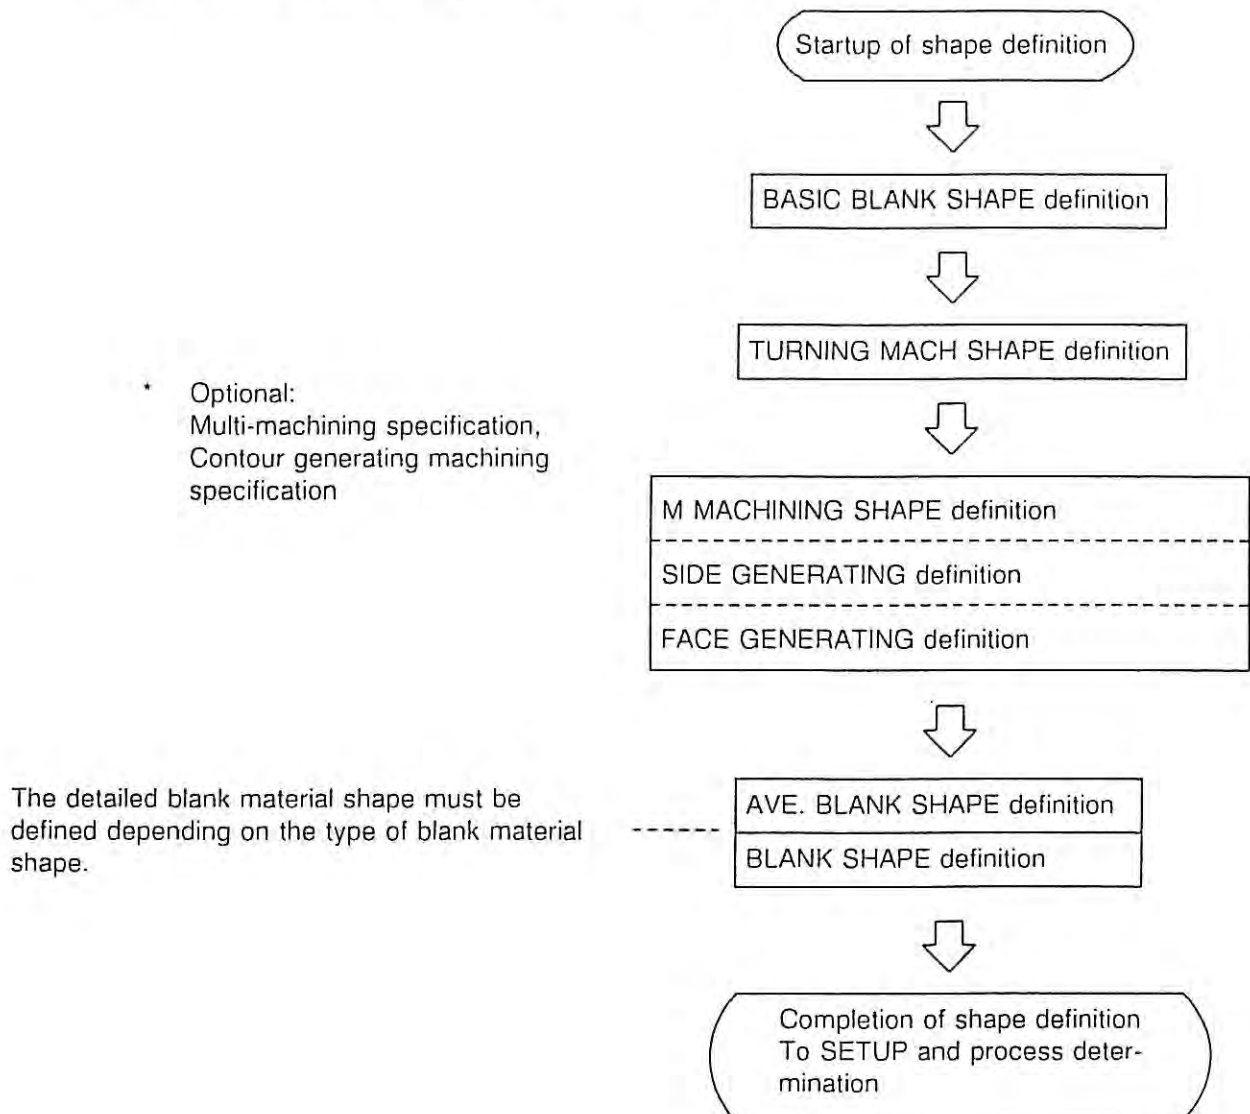 Startup of shape definition
BASIC BLANK SHAPE definition
TURNING MACH SHAPE definition
* Optional:
Multi-machining specification,
Contour generating machining
specification
M MACHINING SHAPE definition
SIDE GENERATING definition
FACE GENERATING definition
The detailed blank material shape must be
defined depending on the type of blank material
shape.
AVE. BLANK SHAPE definition
BLANK SHAPE definition
Completion of shape definition
To SETUP and process deter-
mination